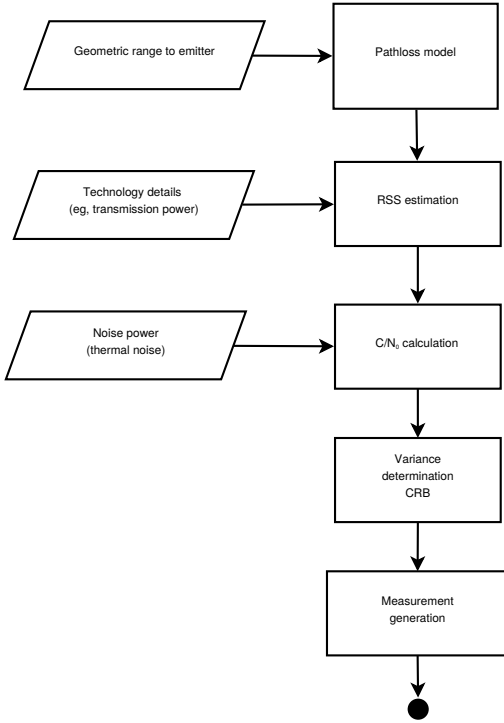 Geometric range to emitter
Pathloss model
Technology details
(eg, transmission power)
RSS estimation
Noise power
(thermal noise)
C/N₀ calculation
Variance
determination
CRB
Measurement
generation